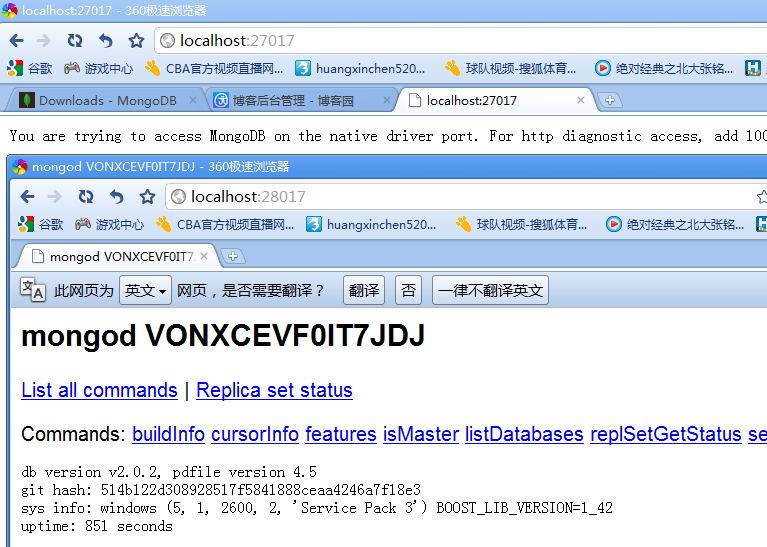 localhost:27017 - 360极速浏览器
localhost:27017
谷歌 游戏中心 CBA官方视频直播网... huangxinchen520... 球队视频-搜狐体育... 绝对经典之北大张铭...
Downloads - MongoDB 博客后台管理 - 博客园 localhost:27017
You are trying to access MongoDB on the native driver port. For http diagnostic access, add 100
mongod VONXCEVF0IT7JDJ - 360极速浏览器
localhost:28017
谷歌 游戏中心 CBA官方视频直播网... huangxinchen520... 球队视频-搜狐体育... 绝对经典之北大张铭...
mongod VONXCEVF0IT7
此网页为 英文 网页，是否需要翻译？ 翻译 否 一律不翻译英文
mongod VONXCEVF0IT7JDJ
List all commands | Replica set status
Commands: buildInfo cursorInfo features isMaster listDatabases replSetGetStatus se
db version v2.0.2, pdfile version 4.5
git hash: 514b122d308928517f5841888ceaa4246a7f18e3
sys info: windows (5, 1, 2600, 2, 'Service Pack 3') BOOST_LIB_VERSION=1_42
uptime: 851 seconds